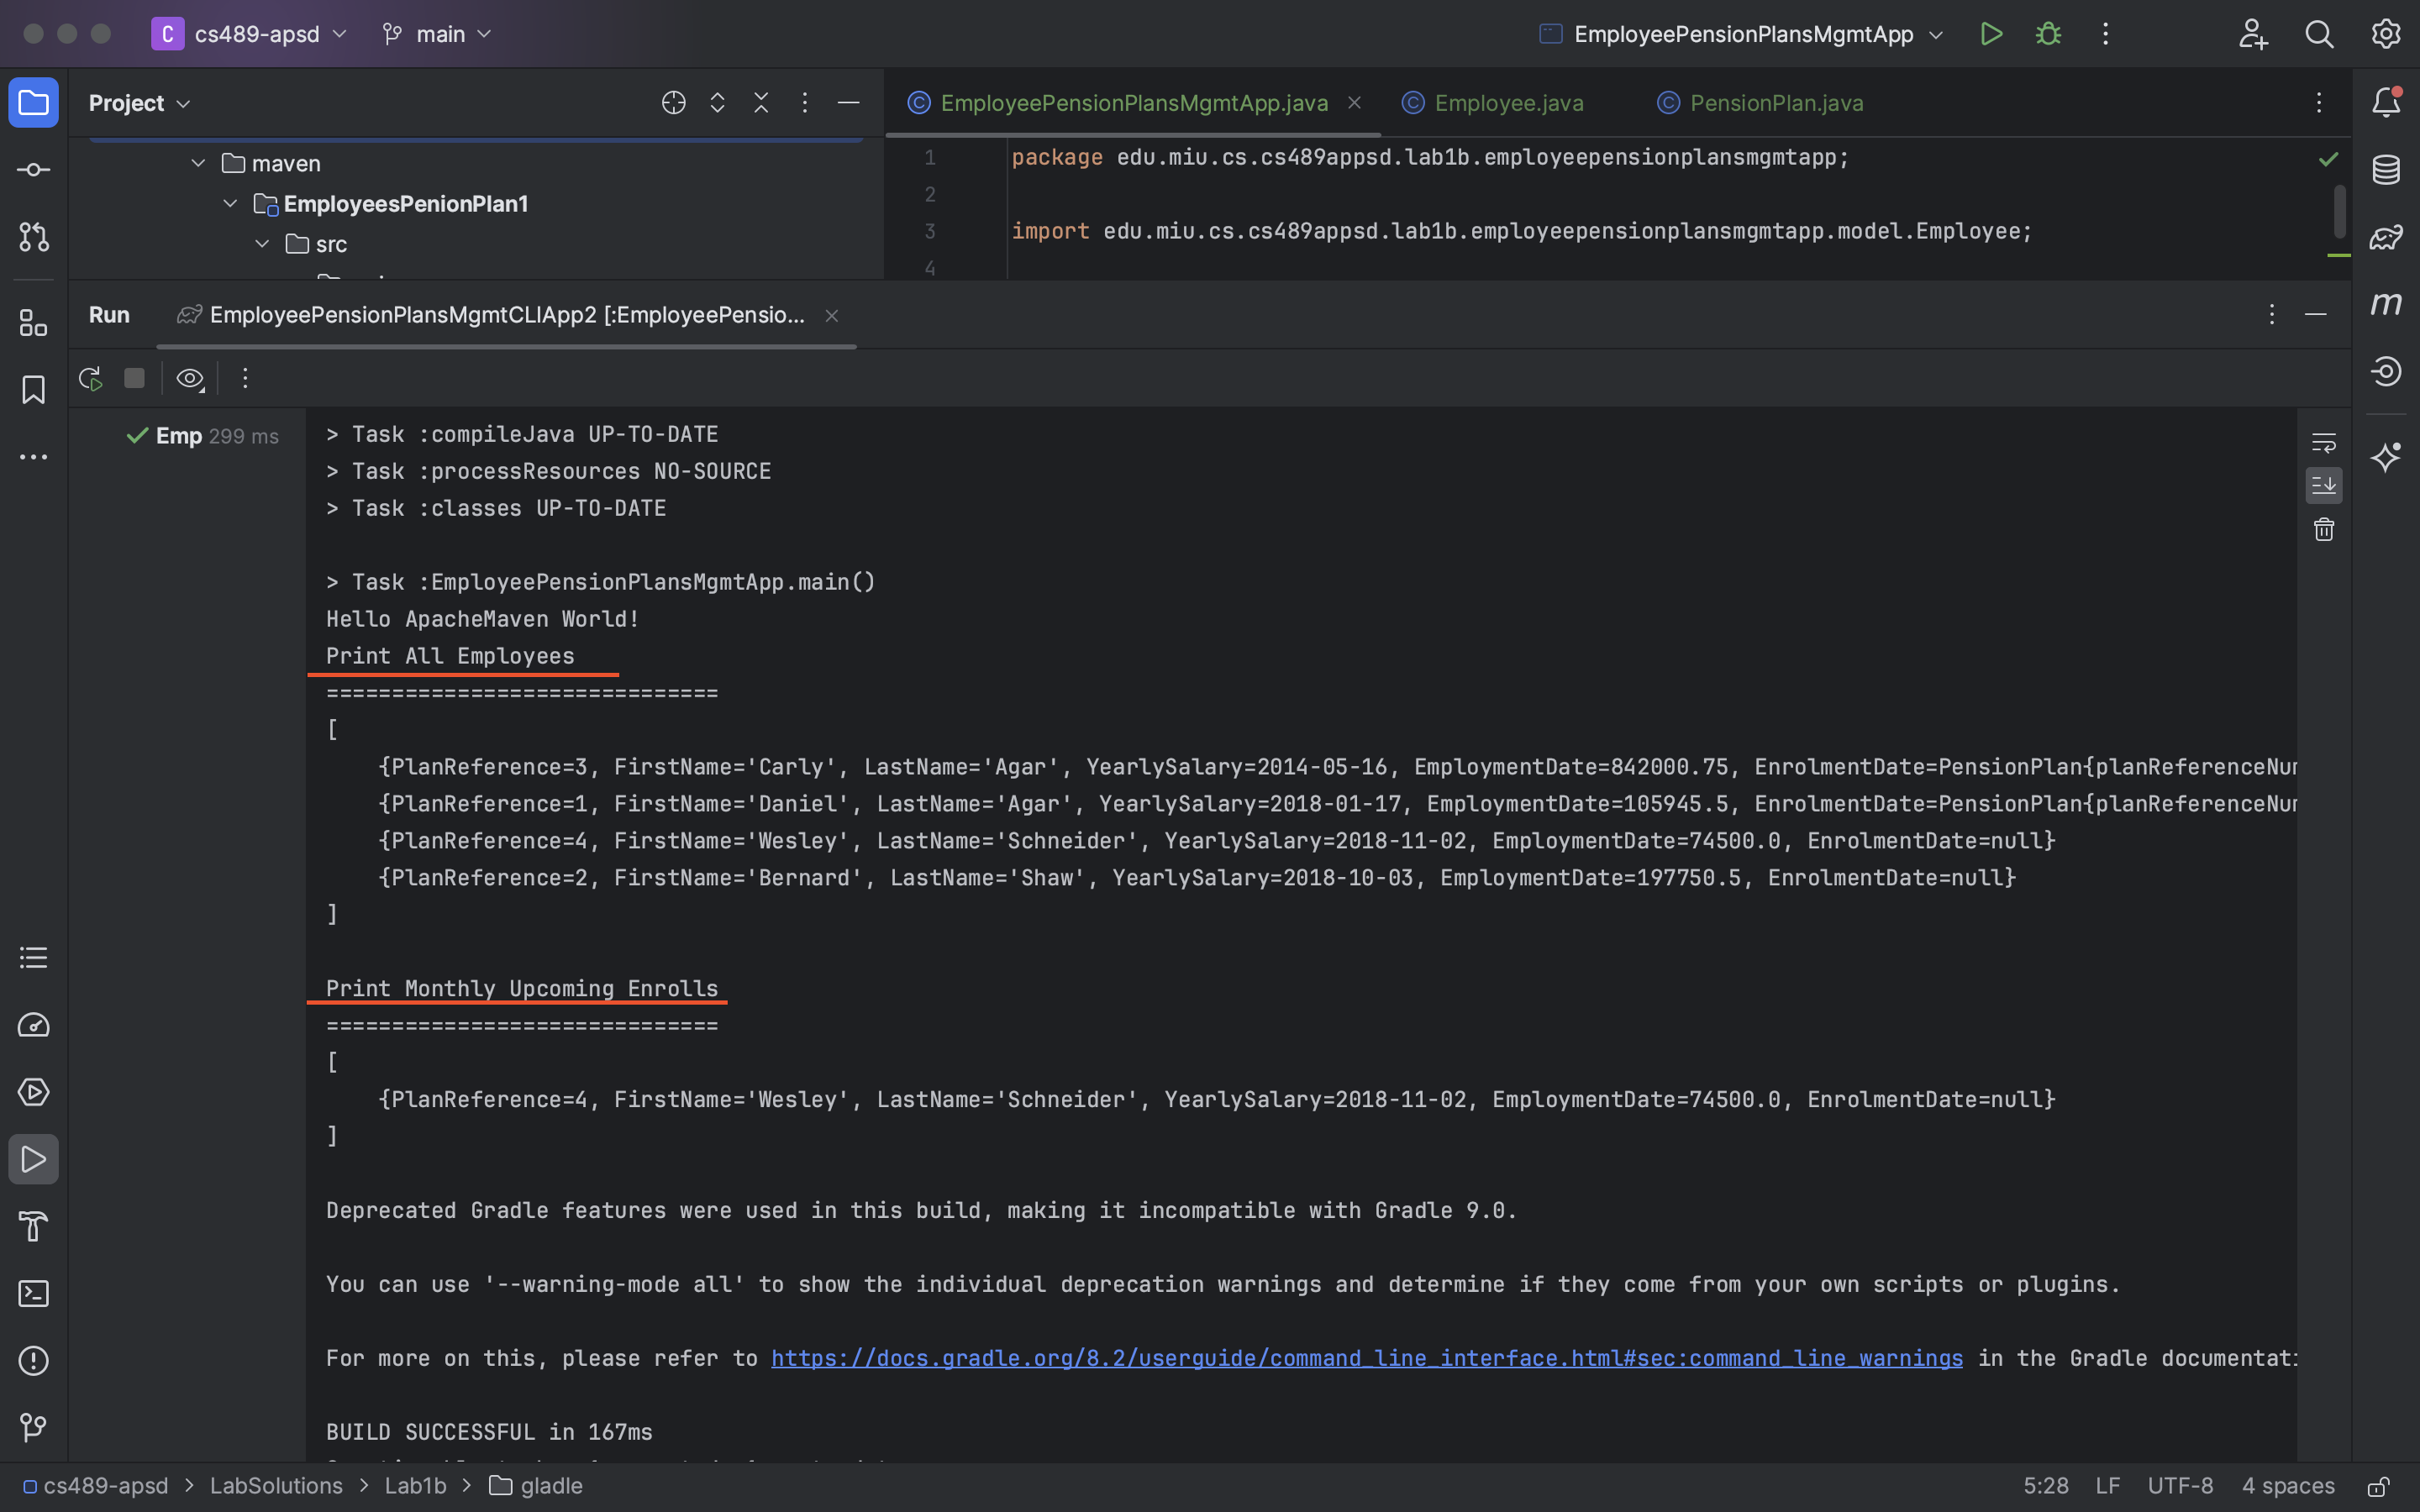 C cs489-apsd main EmployeePensionPlansMgmtApp
Project
EmployeePensionPlansMgmtApp.java Employee.java PensionPlan.java
maven
EmployeesPenionPlan1
src
1 package edu.miu.cs.cs489appsd.lab1b.employeepensionplansmgmtapp;
2
3 import edu.miu.cs.cs489appsd.lab1b.employeepensionplansmgmtapp.model.Employee;
4
Run EmployeePensionPlansMgmtCLIApp2 [:EmployeePensio...
Emp 299 ms
> Task :compileJava UP-TO-DATE
> Task :processResources NO-SOURCE
> Task :classes UP-TO-DATE
> Task :EmployeePensionPlansMgmtApp.main()
Hello ApacheMaven World!
Print All Employees
==============================
[
{PlanReference=3, FirstName='Carly', LastName='Agar', YearlySalary=2014-05-16, EmploymentDate=842000.75, EnrolmentDate=PensionPlan{planReferenceNu
{PlanReference=1, FirstName='Daniel', LastName='Agar', YearlySalary=2018-01-17, EmploymentDate=105945.5, EnrolmentDate=PensionPlan{planReferenceNu
{PlanReference=4, FirstName='Wesley', LastName='Schneider', YearlySalary=2018-11-02, EmploymentDate=74500.0, EnrolmentDate=null}
{PlanReference=2, FirstName='Bernard', LastName='Shaw', YearlySalary=2018-10-03, EmploymentDate=197750.5, EnrolmentDate=null}
]
Print Monthly Upcoming Enrolls
==============================
[
{PlanReference=4, FirstName='Wesley', LastName='Schneider', YearlySalary=2018-11-02, EmploymentDate=74500.0, EnrolmentDate=null}
]
Deprecated Gradle features were used in this build, making it incompatible with Gradle 9.0.
You can use '--warning-mode all' to show the individual deprecation warnings and determine if they come from your own scripts or plugins.
For more on this, please refer to https://docs.gradle.org/8.2/userguide/command_line_interface.html#sec:command_line_warnings in the Gradle documentat
BUILD SUCCESSFUL in 167ms
cs489-apsd > LabSolutions > Lab1b > gladle 5:28 LF UTF-8 4 spaces